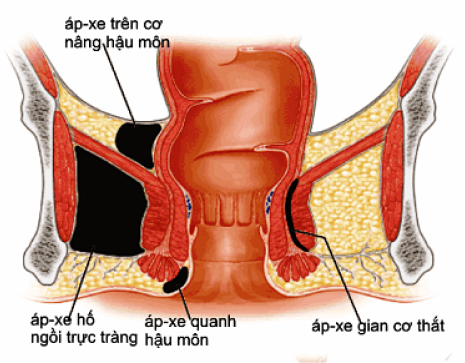 áp-xe trên cơ
nâng hậu môn
áp-xe hố
ngồi trực tràng
áp-xe quanh
hậu môn
áp-xe gian cơ thắt